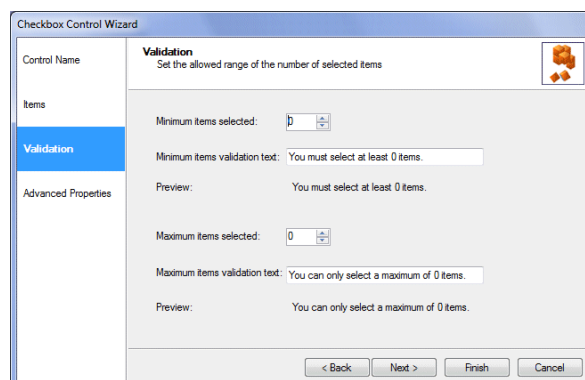 Checkbox Control Wizard
Control Name
Items
Validation
Advanced Properties
Validation
Set the allowed range of the number of selected items
Minimum items selected: 0
Minimum items validation text: You must select at least 0 items.
Preview: You must select at least 0 items.
Maximum items selected: 0
Maximum items validation text: You can only select a maximum of 0 items.
Preview: You can only select a maximum of 0 items.
< Back Next > Finish Cancel